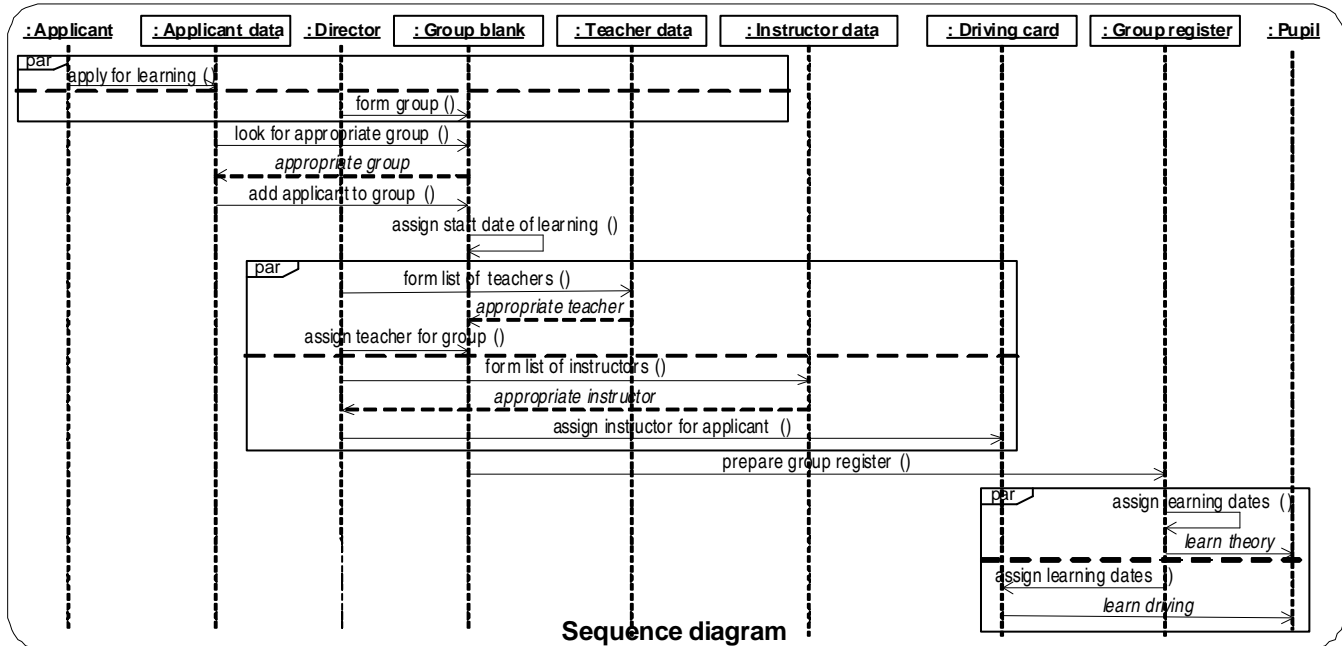 : Applicant : Applicant data : Director : Group blank : Teacher data : Instructor data : Driving card : Group register : Pupil
par
apply for learning ()
form group ()
look for appropriate group ()
appropriate group
add applicant to group ()
assign start date of learning ()
par
form list of teachers ()
appropriate teacher
assign teacher for group ()
form list of instructors ()
appropriate instructor
assign instructor for applicant ()
prepare group register ()
par
assign learning dates ()
learn theory
assign learning dates ()
learn driving
Sequence diagram